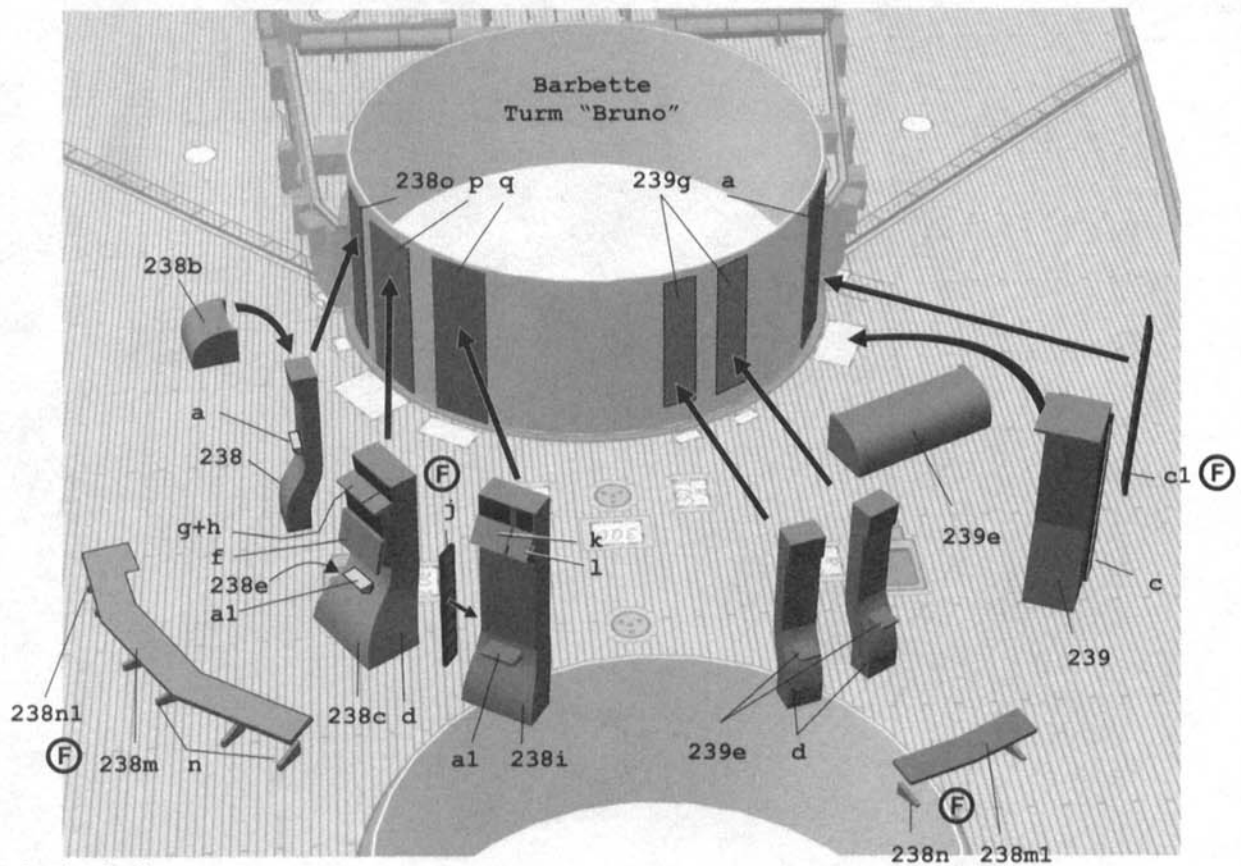 Barbette
Turm “Bruno”
238o p q
239g a
238b
a
238
g+h
f
238e
a1
F
j
k
l
239e
c1 F
c
239
238n1
F
238m n
238c d
a1 238i
239e d
238n
F
238m1